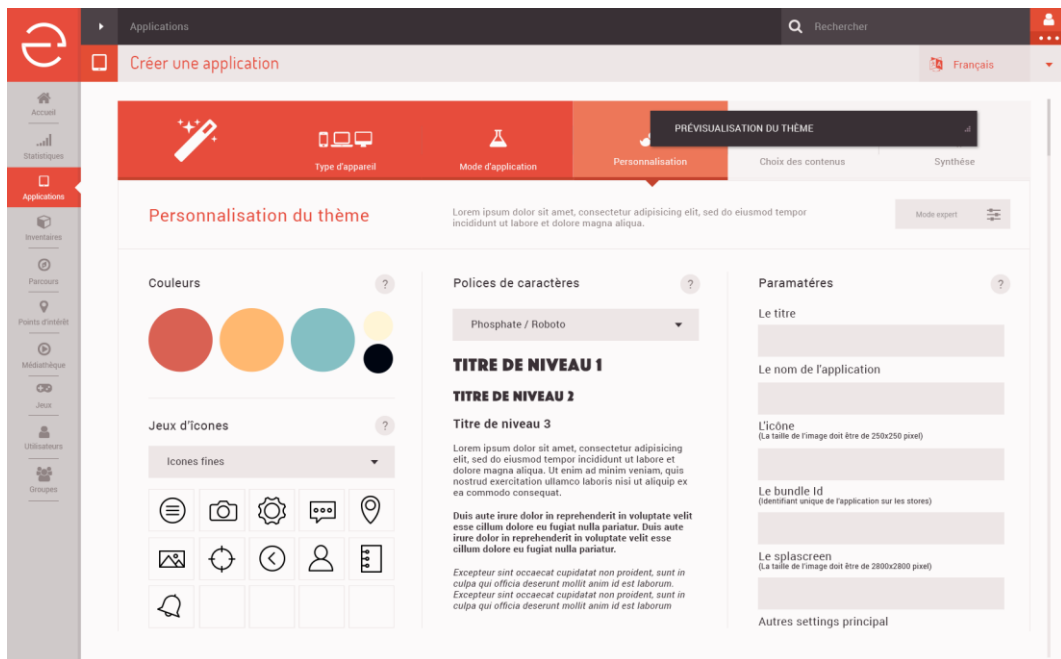 Applications
Rechercher
Créer une application
Français
Accueil
Statistiques
Applications
Inventaires
Parcours
Points d'intérêt
Médiathèque
Jeux
Utilisateurs
Groupes
Type d'appareil
Mode d'application
Personnalisation
PRÉVISUALISATION DU THÈME
Choix des contenus
Synthèse
Personnalisation du thème
Lorem ipsum dolor sit amet, consectetur adipisicing elit, sed do eiusmod tempor
incididunt ut labore et dolore magna aliqua.
Mode expert
Couleurs
?
Jeux d'icones
?
Icones fines
Polices de caractères
?
Phosphate / Roboto
TITRE DE NIVEAU 1
TITRE DE NIVEAU 2
Titre de niveau 3
Lorem ipsum dolor sit amet, consectetur adipisicing
elit, sed do eiusmod tempor incididunt ut labore et
dolore magna aliqua. Ut enim ad minim veniam, quis
nostrud exercitation ullamco laboris nisi ut aliquip ex
ea commodo consequat.
Duis aute irure dolor in reprehenderit in voluptate velit
esse cillum dolore eu fugiat nulla pariatur. Duis aute
irure dolor in reprehenderit in voluptate velit esse
cillum dolore eu fugiat nulla pariatur.
Excepteur sint occaecat cupidatat non proident, sunt in
culpa qui officia deserunt mollit anim id est laborum.
Excepteur sint occaecat cupidatat non proident, sunt in
culpa qui officia deserunt mollit anim id est laborum
Paramatéres
?
Le titre
Le nom de l'application
L'icône
(La taille de l'image doit être de 250x250 pixel)
Le bundle Id
(Identifiant unique de l'application sur les stores)
Le splascreen
(La taille de l'image doit être de 2800x2800 pixel)
Autres settings principal